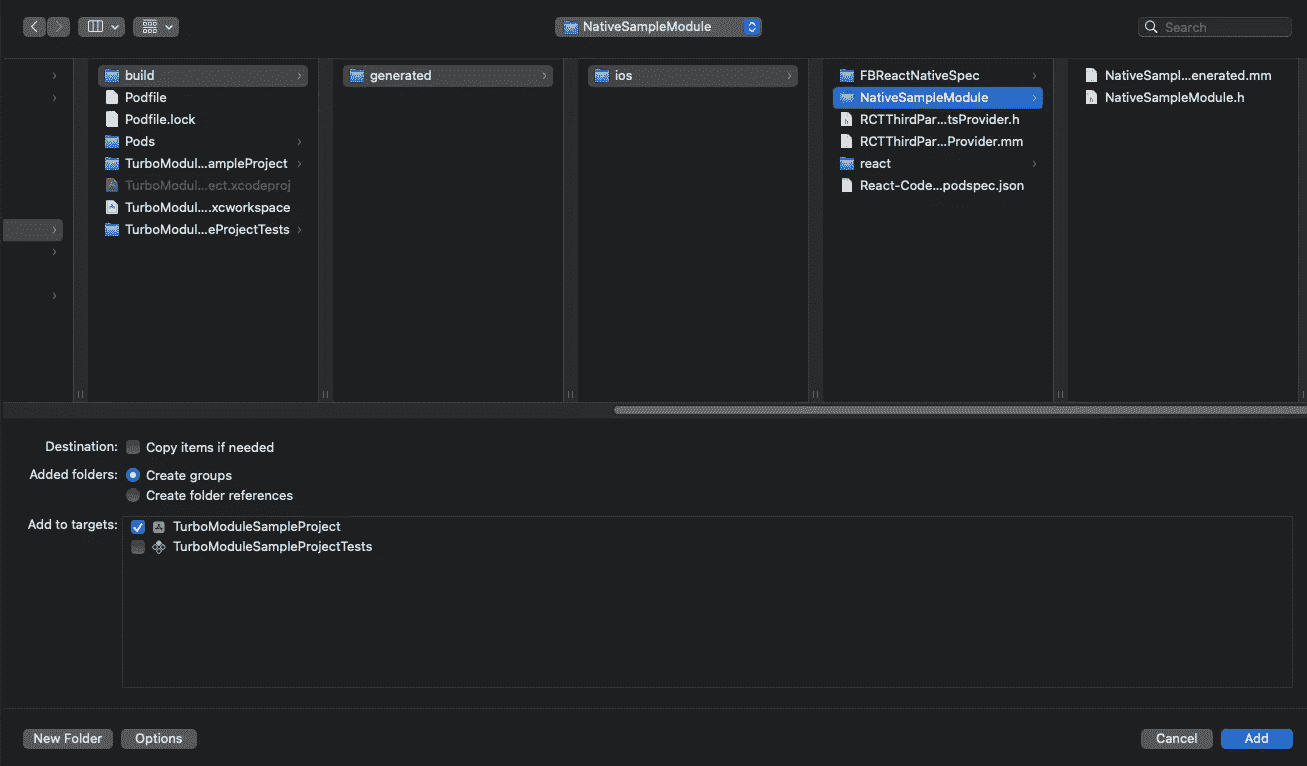 NativeSampleModule
Search
build
Podfile
Podfile.lock
Pods
TurboModul...ampleProject
TurboModul...ect.xcodeproj
TurboModul....xcworkspace
TurboModul...eProjectTests
generated
ios
FBReactNativeSpec
NativeSampleModule
RCTThirdPar...tsProvider.h
RCTThirdPar...Provider.mm
react
React-Code...podspec.json
NativeSampl...enerated.mm
NativeSampleModule.h
Destination: Copy items if needed
Added folders: Create groups
Create folder references
Add to targets: TurboModuleSampleProject
TurboModuleSampleProjectTests
New Folder Options Cancel Add